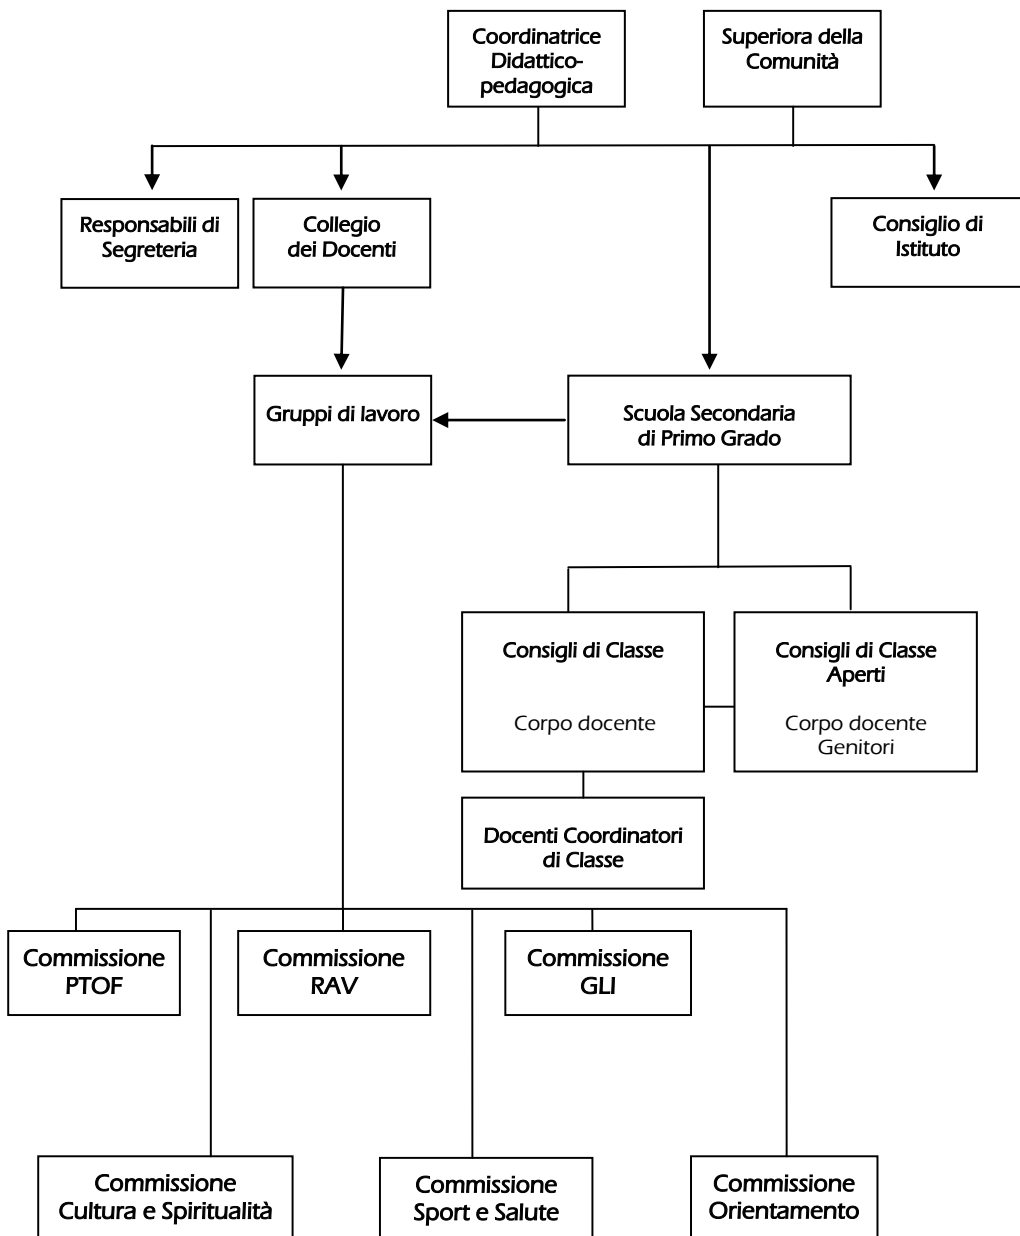 Coordinatrice
Didattico-
pedagogica
Superiora della
Comunità
Responsabili di
Segreteria
Collegio
dei Docenti
Consiglio di
Istituto
Gruppi di lavoro
Scuola Secondaria
di Primo Grado
Consigli di Classe
Corpo docente
Consigli di Classe
Aperti
Corpo docente
Genitori
Docenti Coordinatori
di Classe
Commissione
PTOF
Commissione
RAV
Commissione
GLI
Commissione
Cultura e Spiritualità
Commissione
Sport e Salute
Commissione
Orientamento